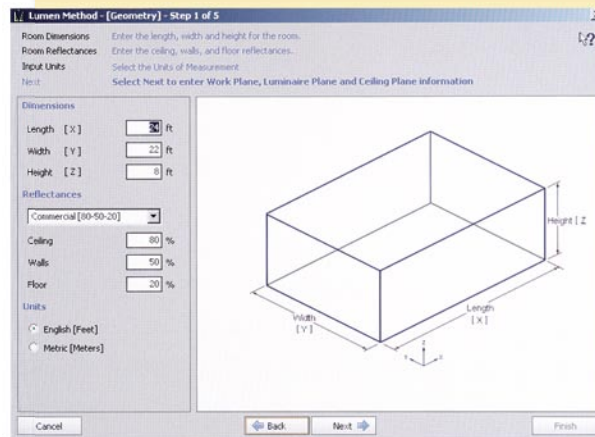 Lumen Method - [Geometry] - Step 1 of 5
Room Dimensions Enter the length, width and height for the room.
Room Reflectances Enter the ceiling, walls, and floor reflectances.
Input Units Select the Units of Measurement
Next Select Next to enter Work Plane, Luminaire Plane and Ceiling Plane information
Dimensions
Length [X] 24 ft
Width [Y] 22 ft
Height [Z] 8 ft
Reflectances
Commercial [80-50-20]
Ceiling 80 %
Walls 50 %
Floor 20 %
Units
English [Feet]
Metric [Meters]
Height [ Z
Length
[X]
Width
[Y]
Z
Y X
Cancel Back Next Finish